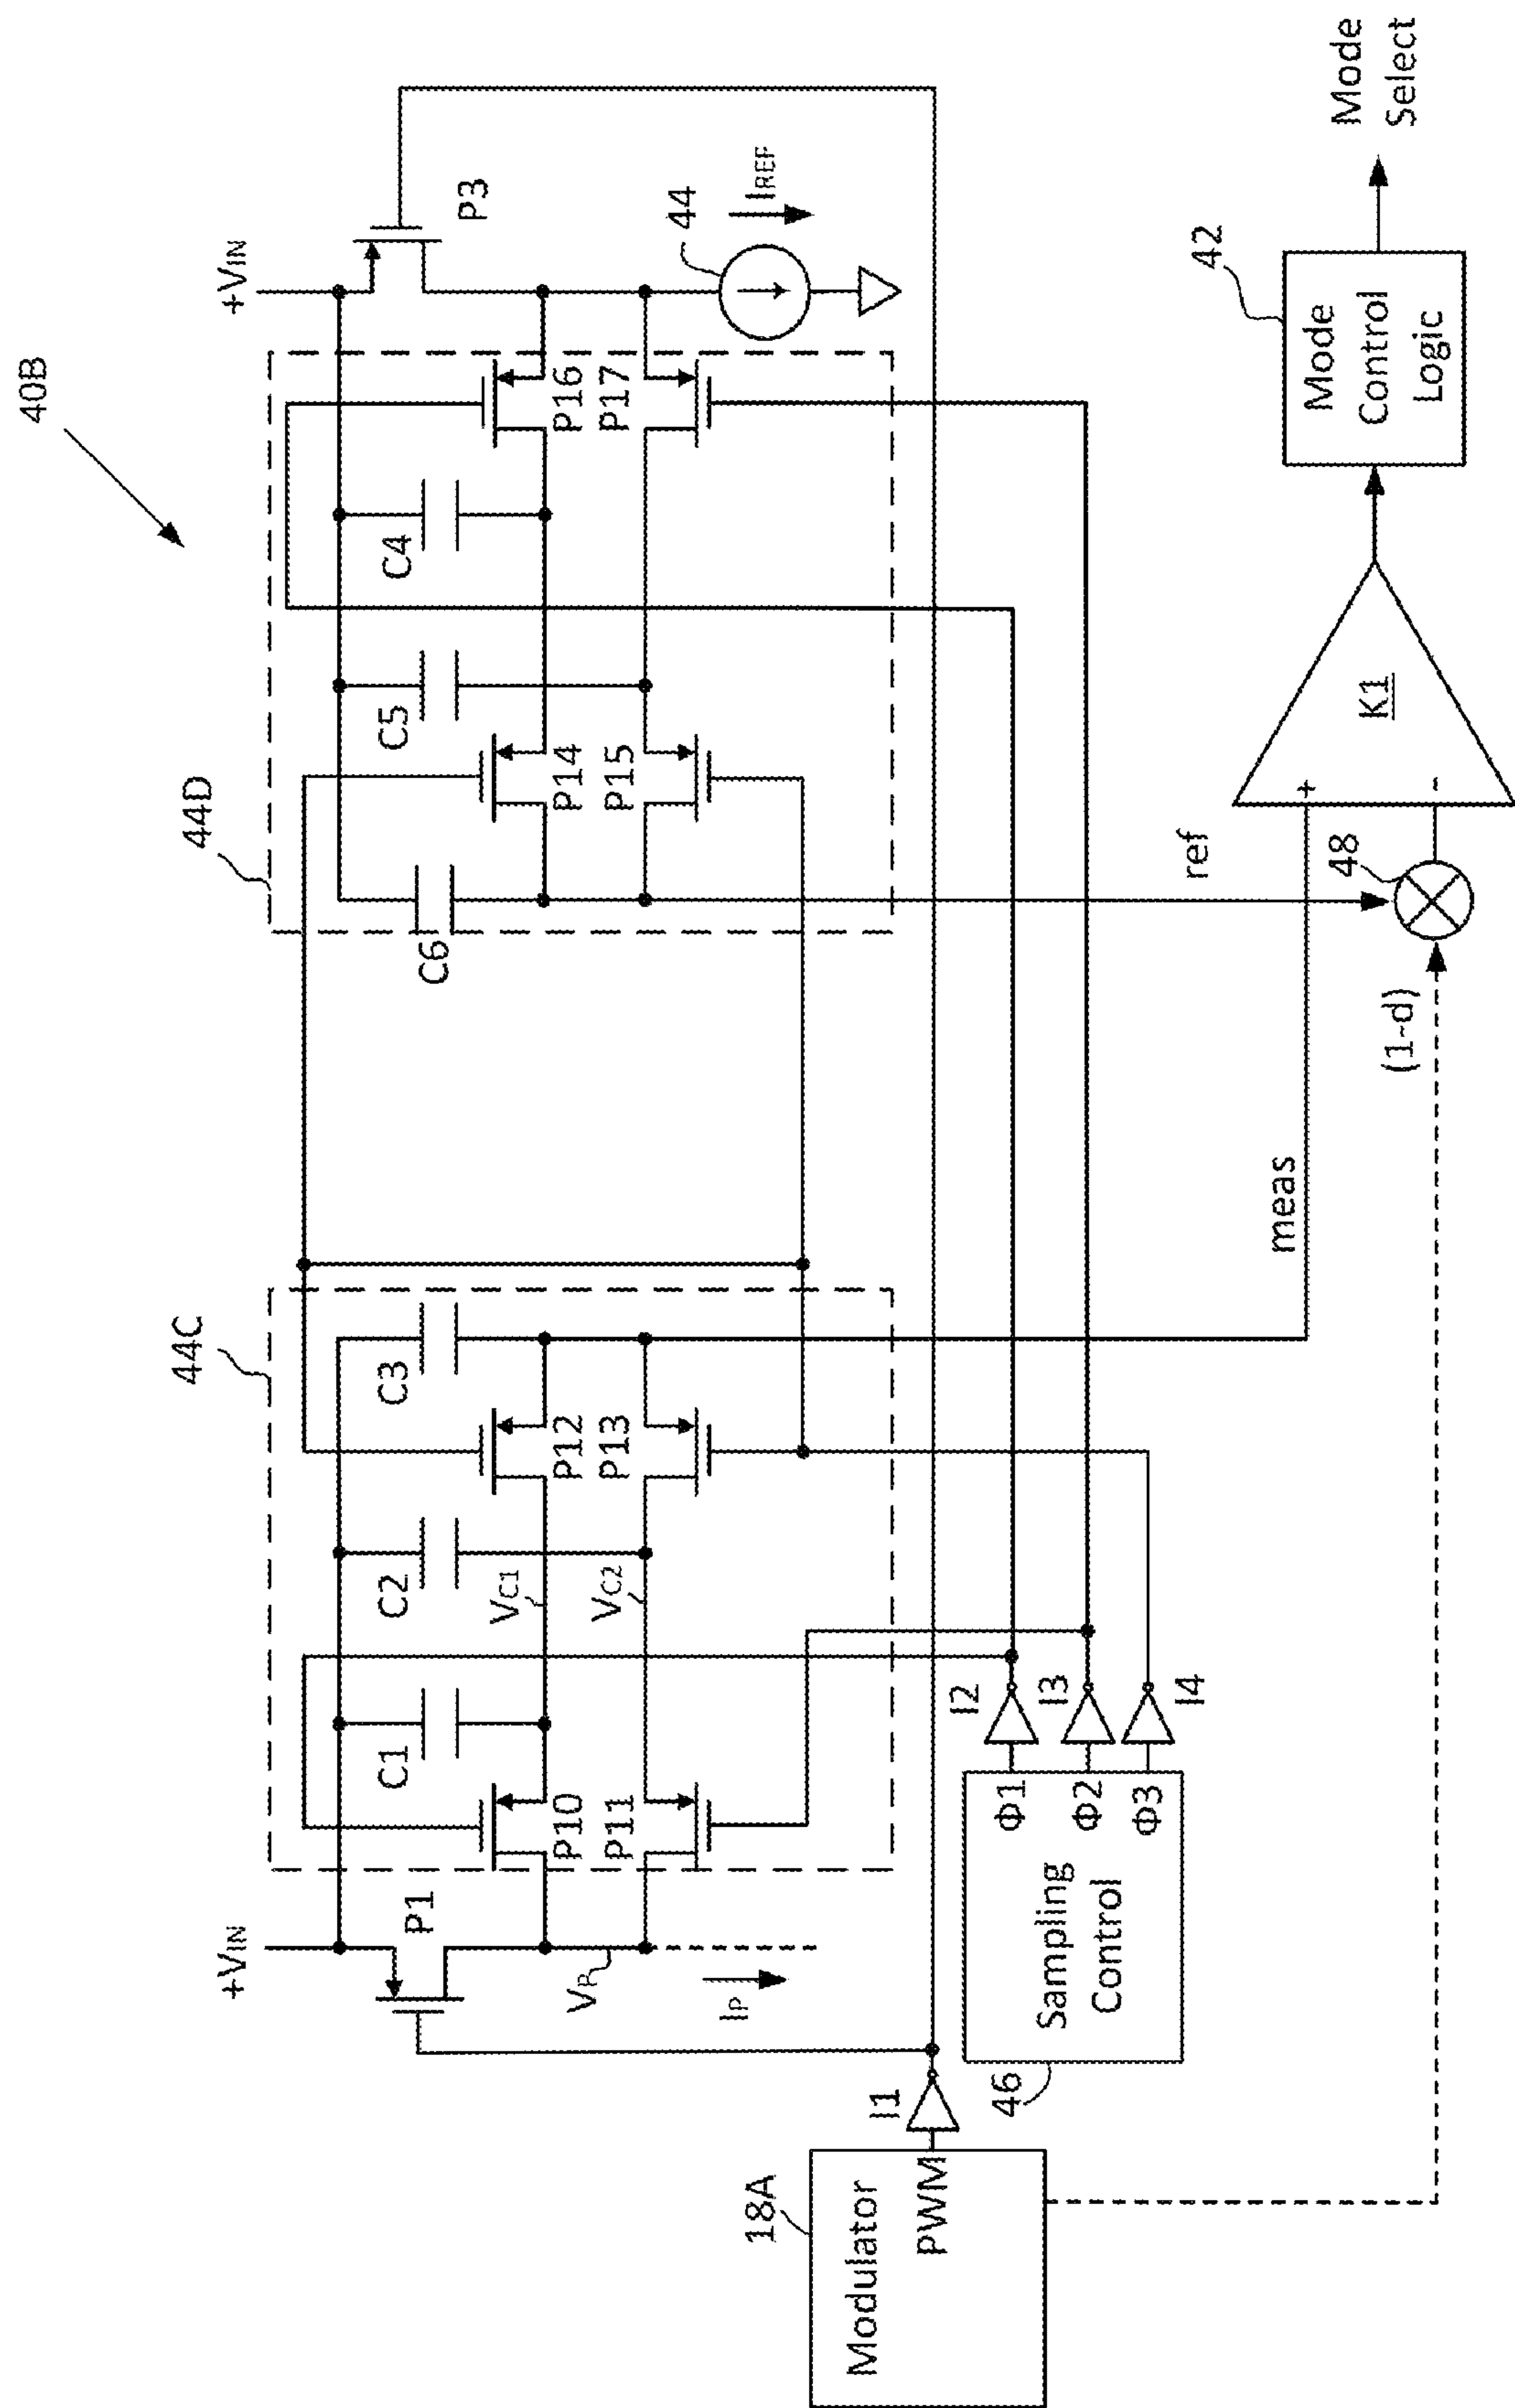 40B
44C
44D
+VIN
+VIN
P1
P3
C1
C2
C3
C6
C5
C4
P10
P11
P12
P13
P14
P15
P16
P17
VC1
VC2
VP
IP
44
IREF
18A
Modulator
PWM
I1
46
Sampling
Control
Φ1
Φ2
Φ3
I2
I3
I4
meas
ref
(1-d)
48
+
-
K1
42
Mode
Control
Logic
Mode
Select